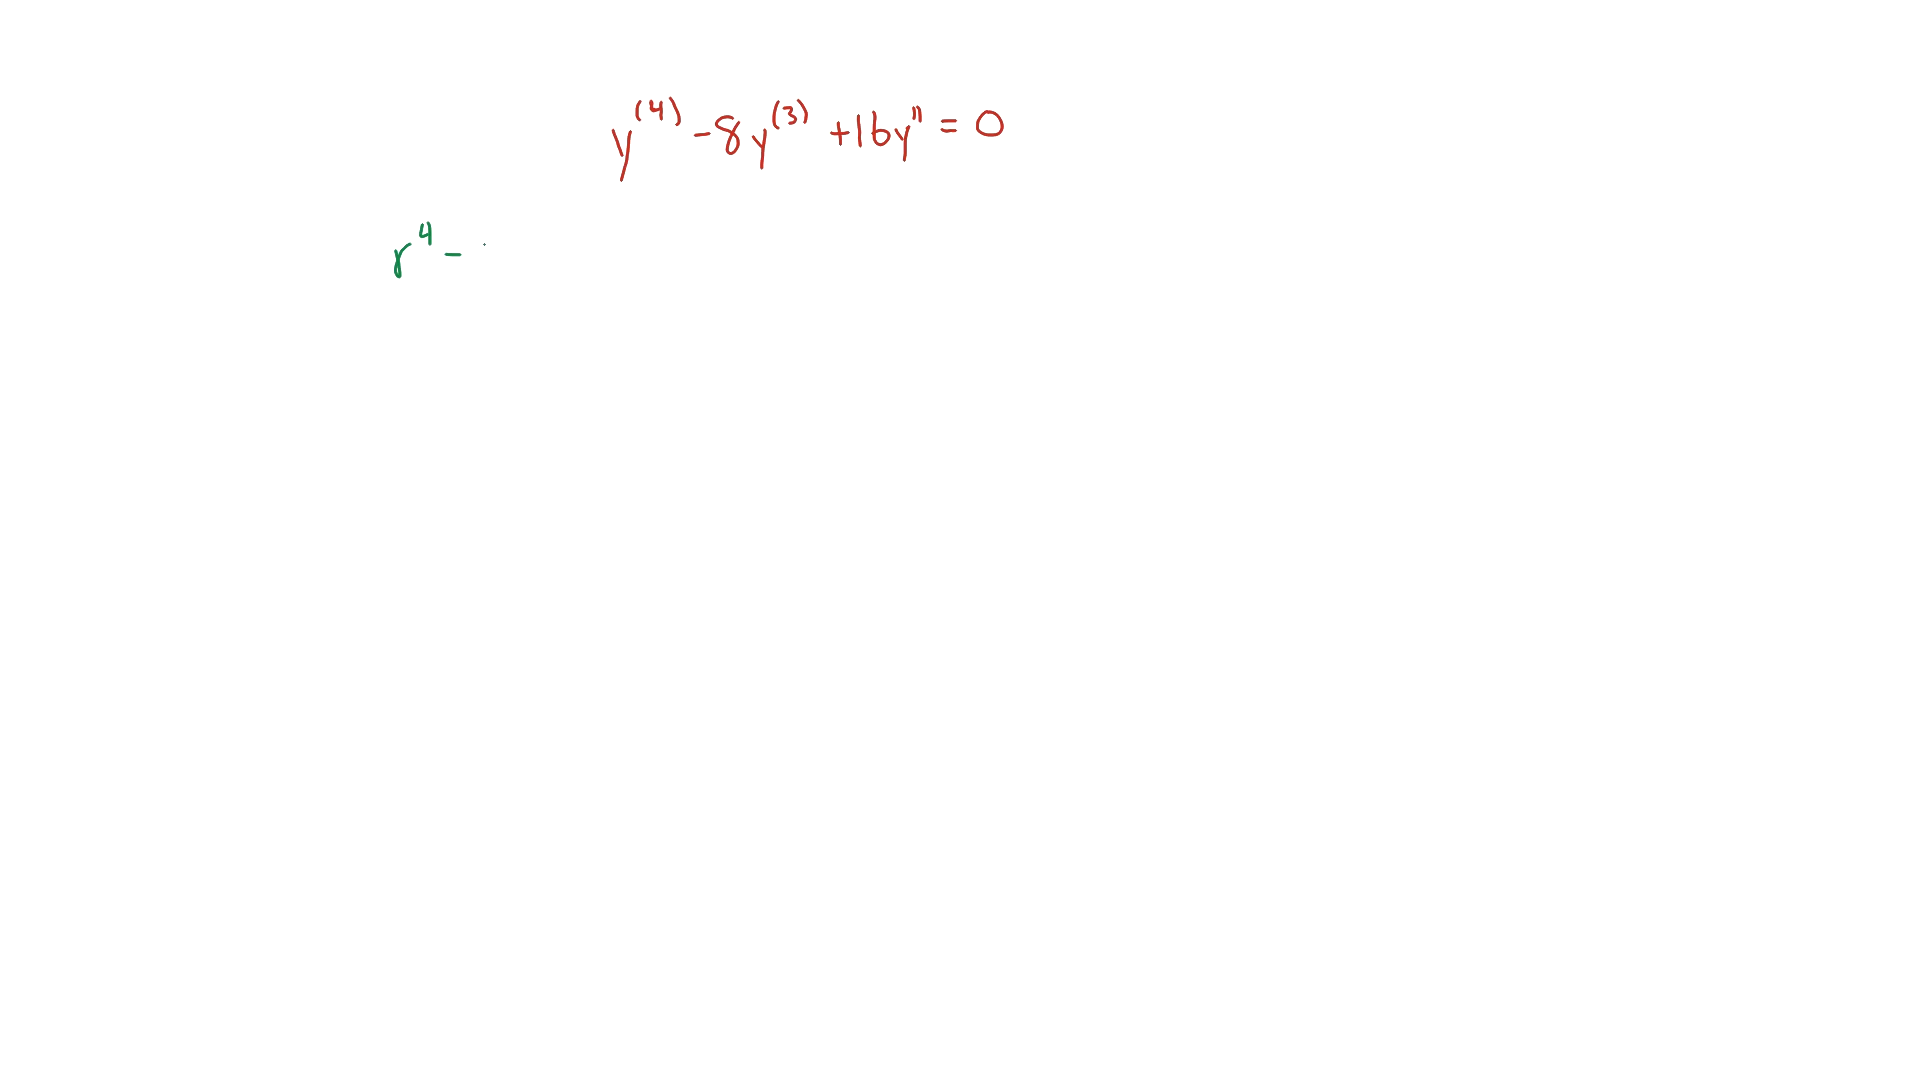 y^(4) -8y^(3) +16y" = 0
r^4 -